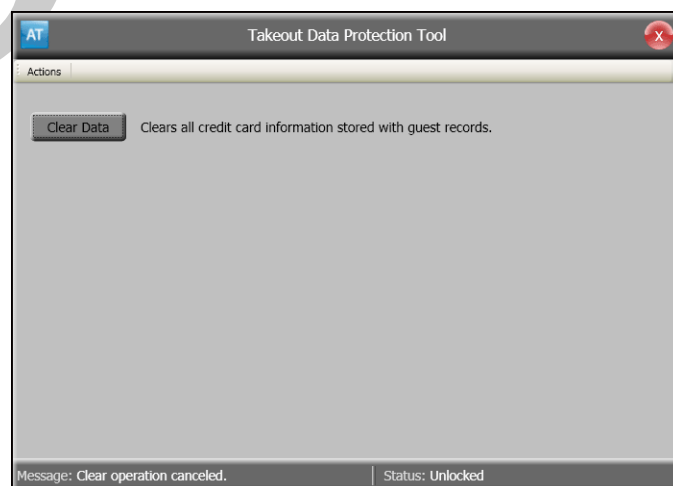 AT
Takeout Data Protection Tool
X
Actions
Clear Data Clears all credit card information stored with guest records.
Message: Clear operation canceled. Status: Unlocked